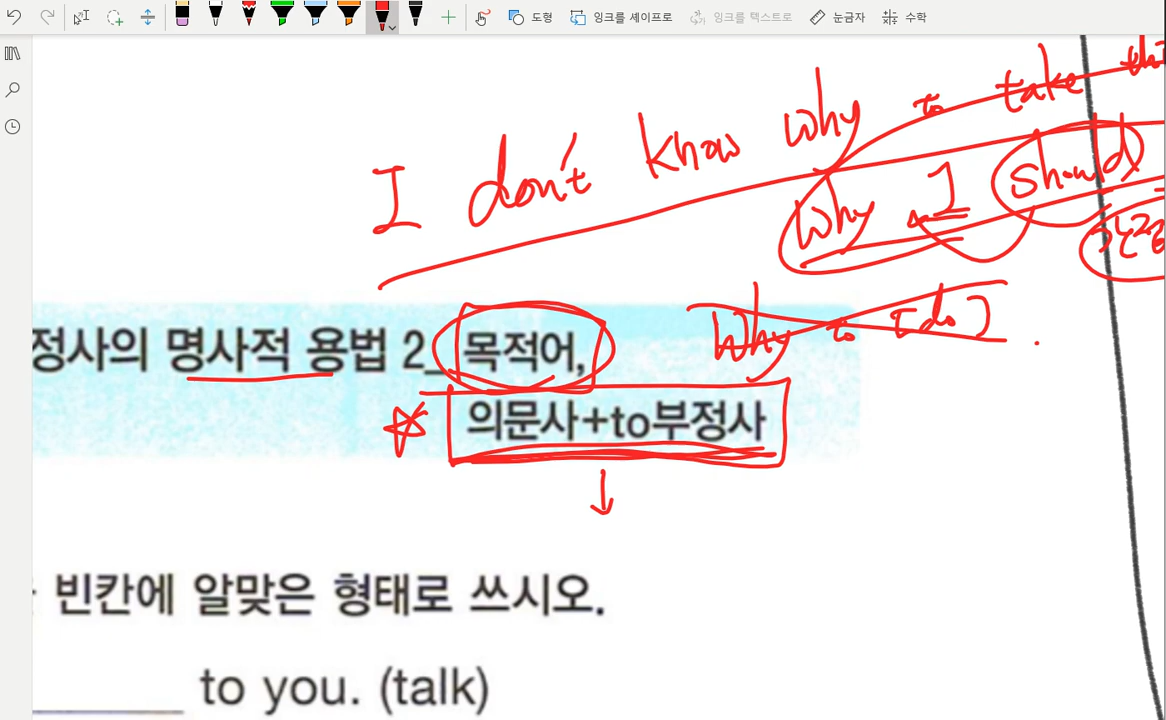 도형 잉크를 셰이프로 잉크를 텍스트로 눈금자 수학
I don't know why to take
why I should
정사의 명사적 용법 2_목적어,
Why to [do]
의문사+to부정사
빈칸에 알맞은 형태로 쓰시오.
to you. (talk)